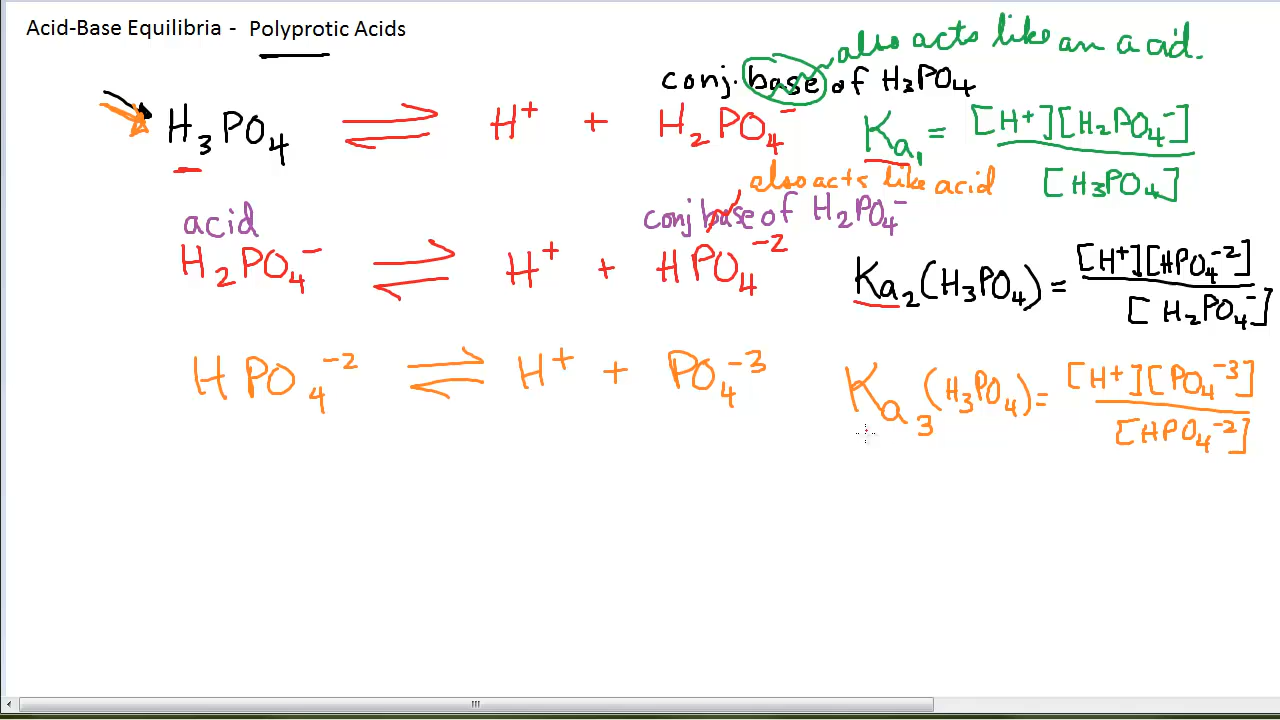 Acid-Base Equilibria - Polyprotic Acids
also acts like an acid.
conj. base of H₃PO₄
H₃PO₄ ⇌ H⁺ + H₂PO₄⁻ Ka₁ = [H⁺][H₂PO₄⁻] / [H₃PO₄]
also acts like acid
acid conj base of H₂PO₄⁻
H₂PO₄⁻ ⇌ H⁺ + HPO₄⁻² Ka₂(H₃PO₄) = [H⁺][HPO₄⁻²] / [H₂PO₄⁻]
HPO₄⁻² ⇌ H⁺ + PO₄⁻³ Ka₃(H₃PO₄) = [H⁺][PO₄⁻³] / [HPO₄⁻²]